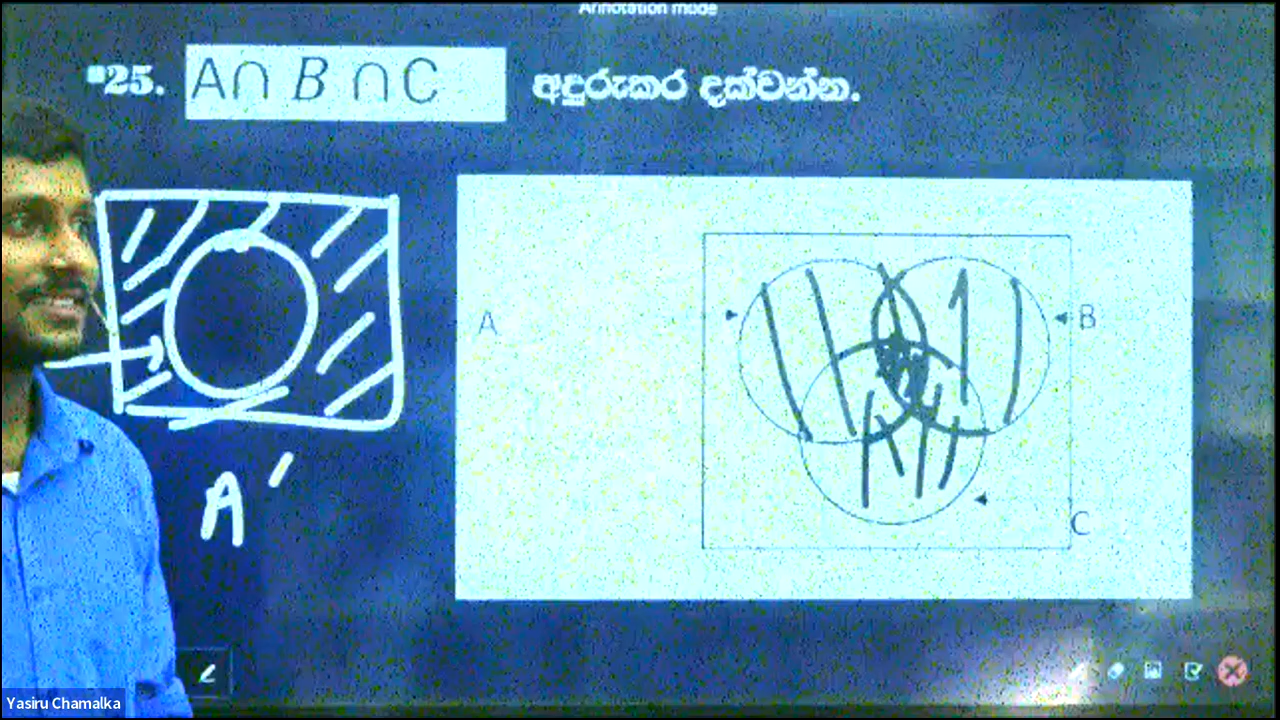 Annotation mode
25. A∩ B ∩ C අඳුරුකර දක්වන්න.
A
B
C
A′
Yasiru Chamalka